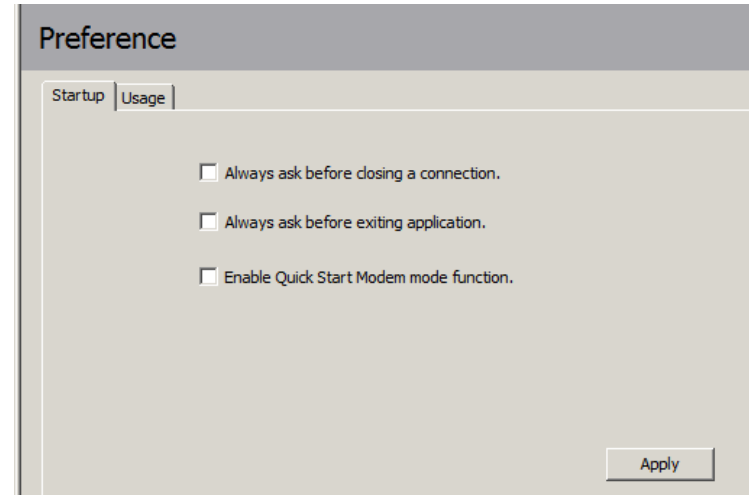 Preference
Startup Usage
Always ask before closing a connection.
Always ask before exiting application.
Enable Quick Start Modem mode function.
Apply